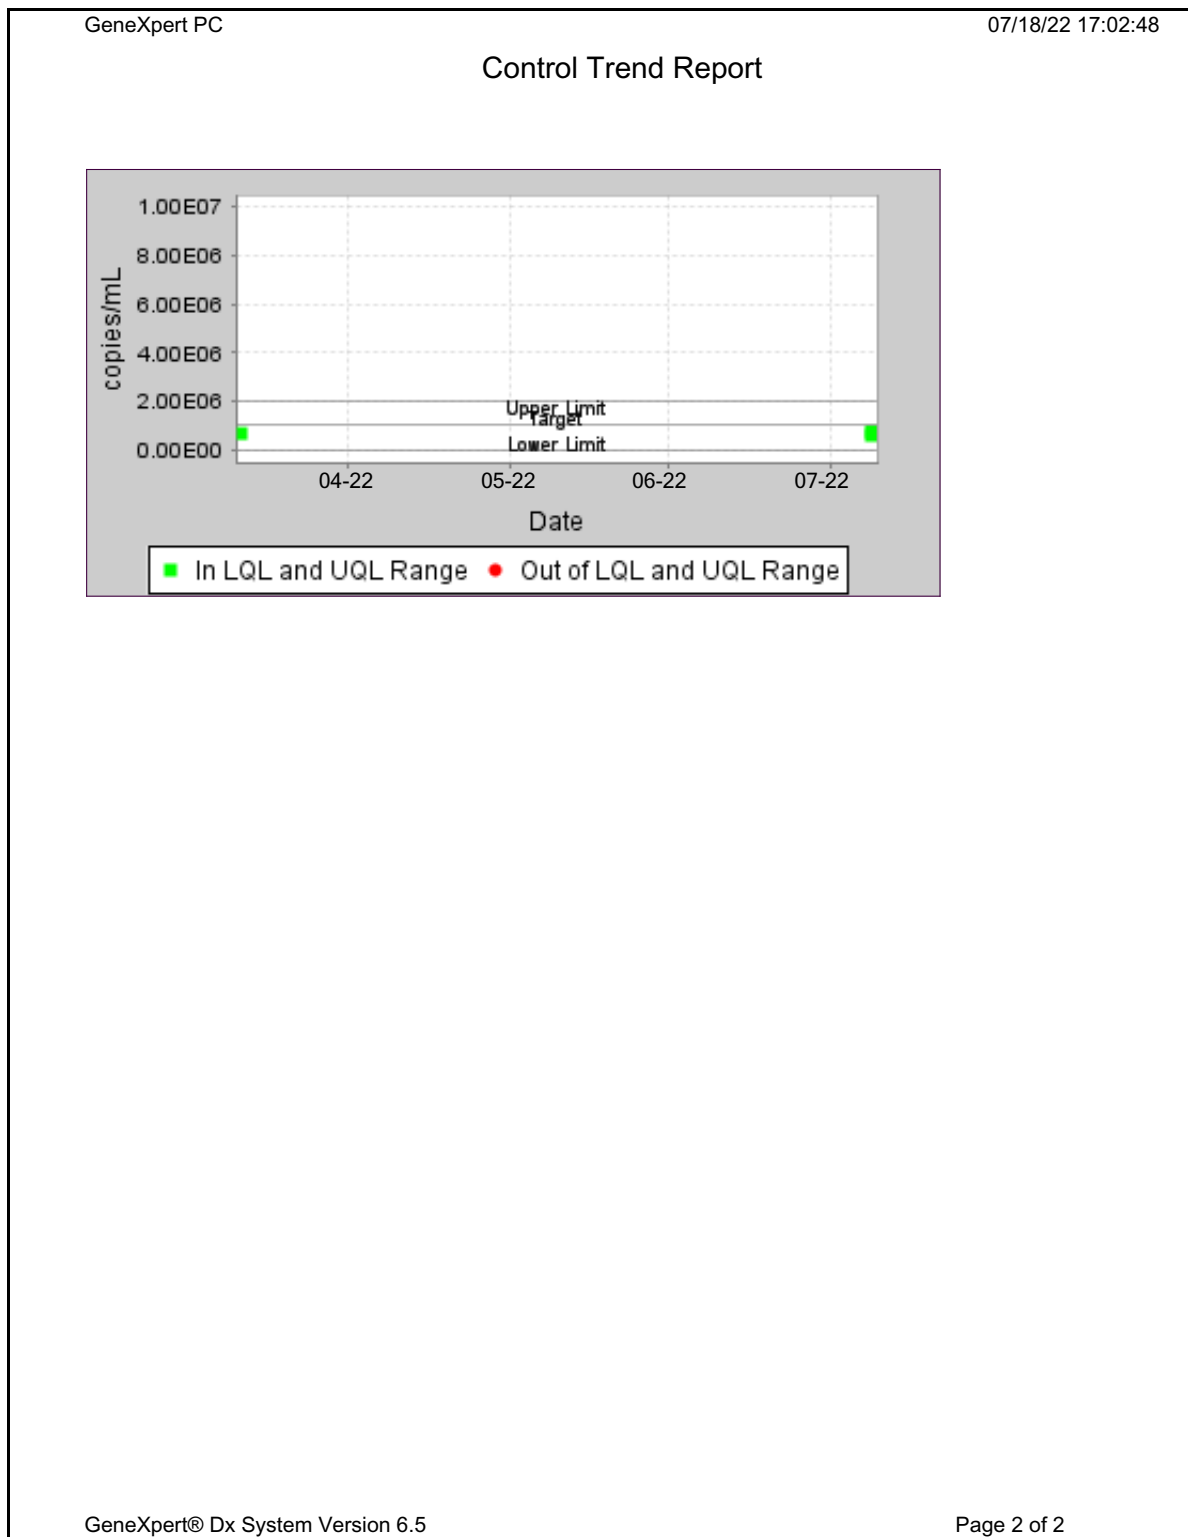 GeneXpert PC 07/18/22 17:02:48
Control Trend Report
1.00E07
8.00E06
6.00E06
4.00E06
2.00E06
0.00E00
copies/mL
Upper Limit
Target
Lower Limit
04-22 05-22 06-22 07-22
Date
In LQL and UQL Range Out of LQL and UQL Range
GeneXpert® Dx System Version 6.5 Page 2 of 2